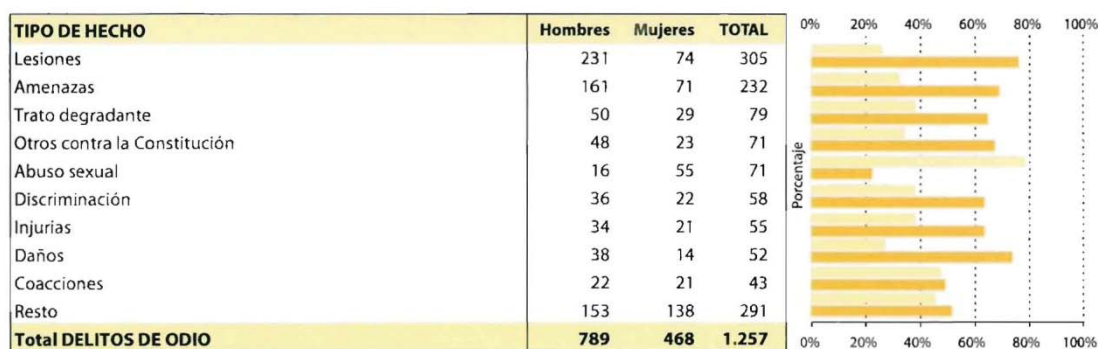 TIPO DE HECHO Hombres Mujeres TOTAL
Lesiones 231 74 305
Amenazas 161 71 232
Trato degradante 50 29 79
Otros contra la Constitución 48 23 71
Abuso sexual 16 55 71
Discriminación 36 22 58
Injurias 34 21 55
Daños 38 14 52
Coacciones 22 21 43
Resto 153 138 291
Total DELITOS DE ODIO 789 468 1.257
0% 20% 40% 60% 80% 100%
Porcentaje
0% 20% 40% 60% 80% 100%